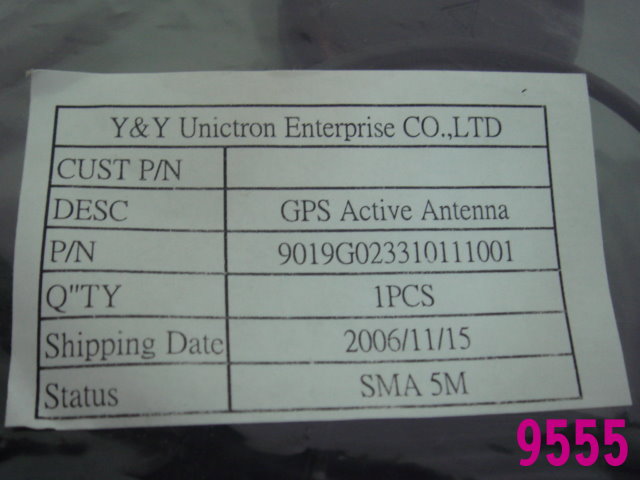 Y&Y Unictron Enterprise CO.,LTD
CUST P/N
DESC GPS Active Antenna
P/N 9019G023310111001
Q"TY 1PCS
Shipping Date 2006/11/15
Status SMA 5M
9555